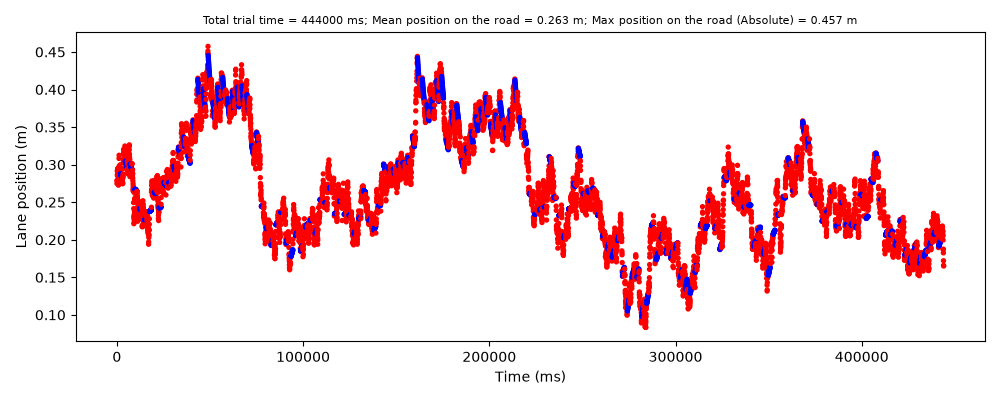 Total trial time = 444000 ms; Mean position on the road = 0.263 m; Max position on the road (Absolute) = 0.457 m
Lane position (m)
0.45
0.40
0.35
0.30
0.25
0.20
0.15
0.10
0 100000 200000 300000 400000
Time (ms)